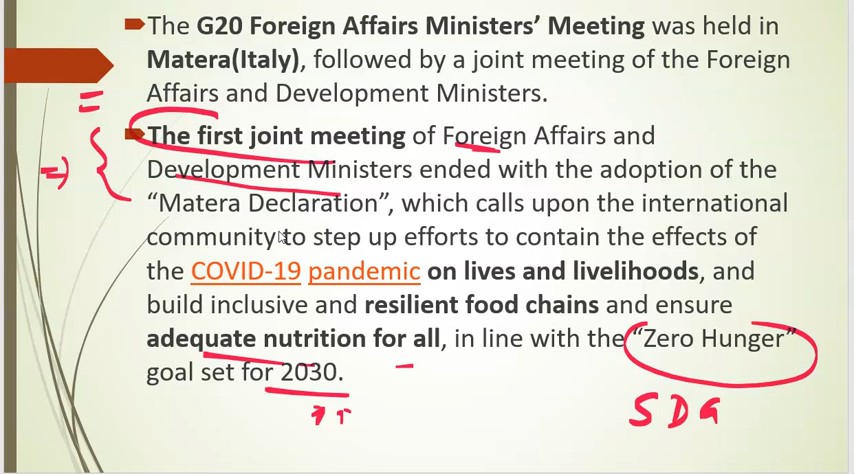 The G20 Foreign Affairs Ministers’ Meeting was held in
Matera(Italy), followed by a joint meeting of the Foreign
Affairs and Development Ministers.
The first joint meeting of Foreign Affairs and
Development Ministers ended with the adoption of the
“Matera Declaration”, which calls upon the international
community to step up efforts to contain the effects of
the COVID-19 pandemic on lives and livelihoods, and
build inclusive and resilient food chains and ensure
adequate nutrition for all, in line with the “Zero Hunger”
goal set for 2030.
SDG